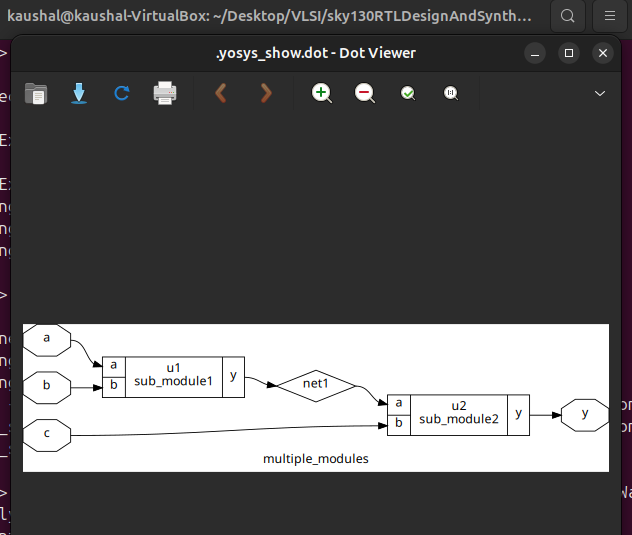 kaushal@kaushal-VirtualBox: ~/Desktop/VLSI/sky130RTLDesignAndSynth...
.yosys_show.dot - Dot Viewer
a
b
c
a
b
u1
sub_module1
y
net1
a
b
u2
sub_module2
y
y
multiple_modules